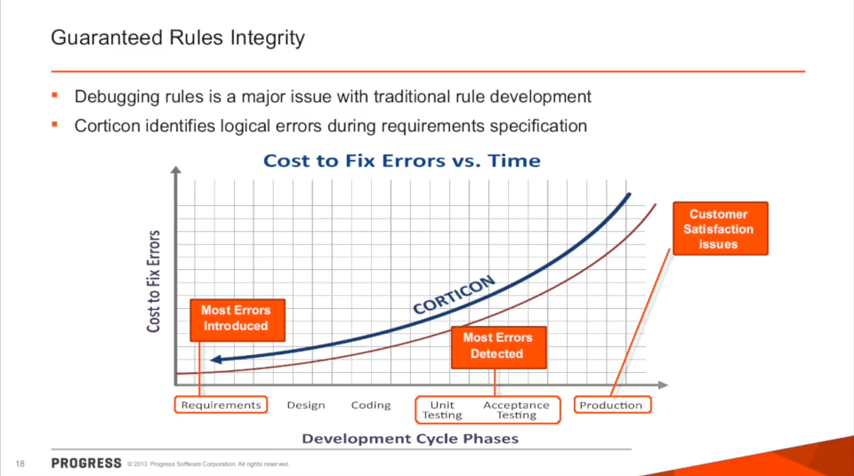 Guaranteed Rules Integrity
Debugging rules is a major issue with traditional rule development
Corticon identifies logical errors during requirements specification
Cost to Fix Errors vs. Time
Customer
Satisfaction
issues
Cost to Fix Errors
CORTICON
Most Errors
Introduced
Most Errors
Detected
Requirements
Design
Coding
Unit
Testing
Acceptance
Testing
Production
Development Cycle Phases
18
PROGRESS
© 2013 Progress Software Corporation. All rights reserved.